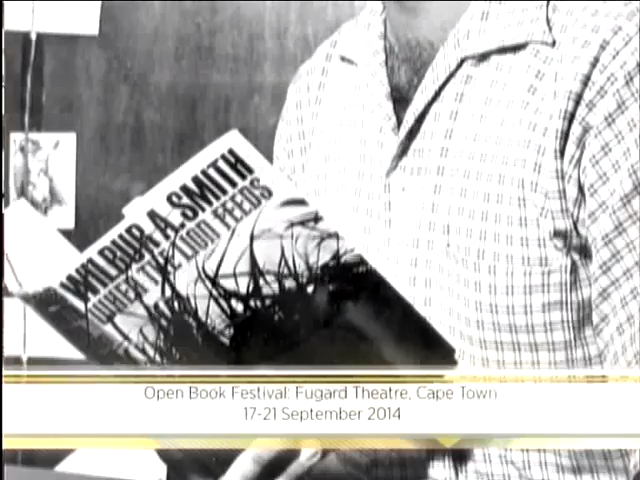 WILBUR A. SMITH
WHEN THE LION FEEDS
Open Book Festival: Fugard Theatre, Cape Town
17-21 September 2014